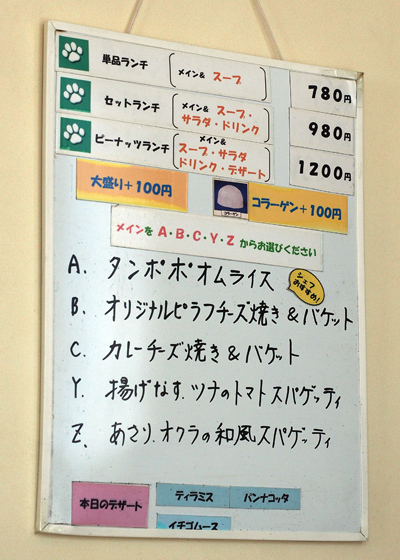 単品ランチ メイン& スープ 780円
セットランチ メイン& スープ・サラダ・ドリンク 980円
ピーナッツランチ メイン& スープ・サラダ ドリンク・デザート 1200円
大盛り+100円 コラーゲン コラーゲン+100円
メインを A・B・C・Y・Z からお選びください
A. タンポポオムライス
シェフおすすめ!
B. オリジナルピラフチーズ焼き&バケット
C. カレーチーズ焼き&バケット
Y. 揚げなす、ツナのトマトスパゲッティ
Z. あさり、オクラの和風スパゲッティ
本日のデザート ティラミス パンナコッタ
イチゴムース